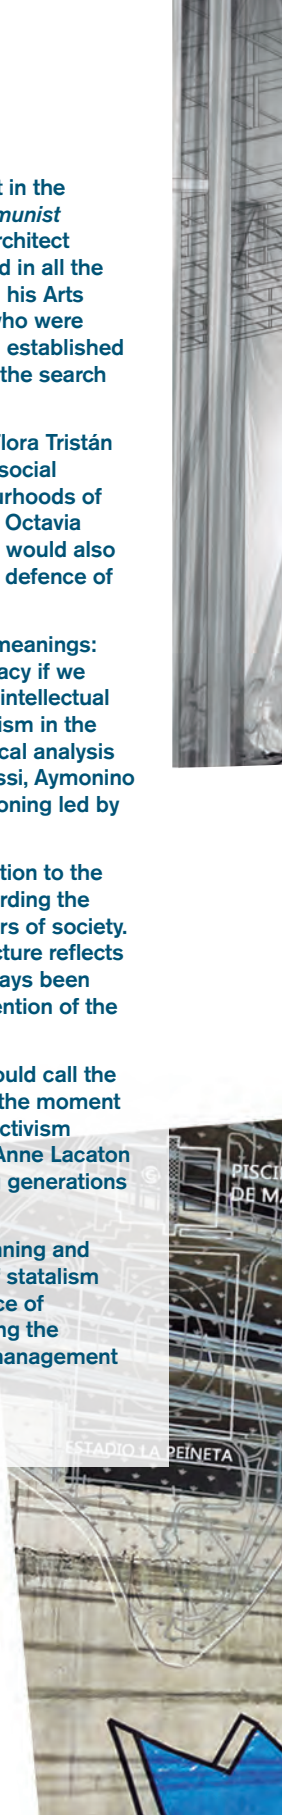 in the
munist
rchitect
d in all the
his Arts
who were
established
the search
lora Tristán
social
urhoods of
Octavia
would also
defence of
meanings:
acy if we
intellectual
ism in the
cal analysis
ssi, Aymonino
oning led by
tion to the
rding the
rs of society.
cture reflects
ays been
ention of the
ould call the
the moment
ctivism
Anne Lacaton
generations
nning and
statalism
ce of
ng the
management
PISCI
DE MA
ESTADIO LA PEINETA